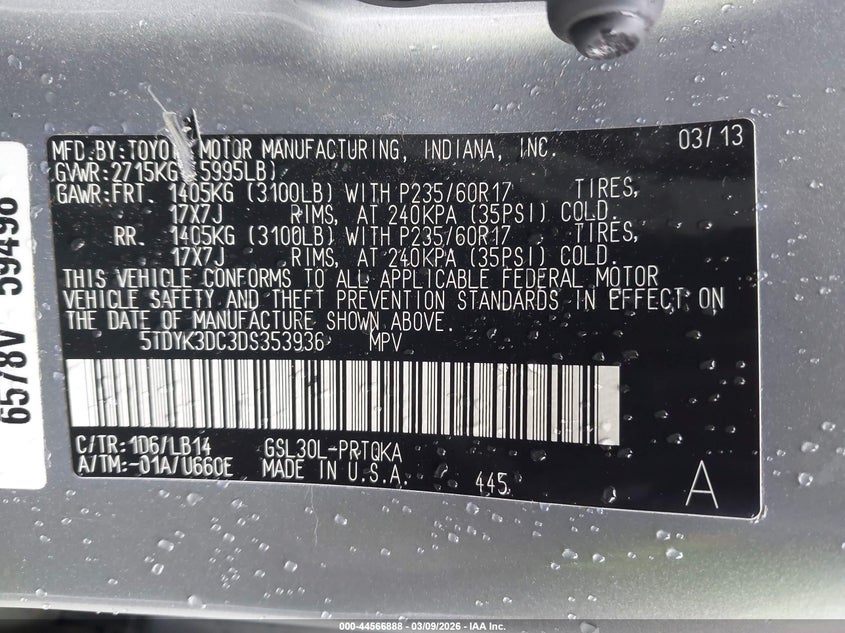 MFD.BY:TOYO MOTOR MANUFACTURING, INDIANA, INC. 03/13
GVWR:2715KG 5995LB)
GAWR:FRT. 1405KG (3100LB) WITH P235/60R17 TIRES,
17X7J RIMS, AT 240KPA (35PSI) COLD.
RR. 1405KG (3100LB) WITH P235/60R17 TIRES,
17X7J RIMS, AT 240KPA (35PSI) COLD.
THIS VEHICLE CONFORMS TO ALL APPLICABLE FEDERAL MOTOR
VEHICLE SAFETY AND THEFT PREVENTION STANDARDS IN EFFECT ON
THE DATE OF MANUFACTURE SHOWN ABOVE.
5TDYK3DC3DS353936 MPV
C/TR:1D6/LB14 GSL30L-PRTQKA
A/TM:-01A/U660E MADE IN U.S.A. 445 A
6578V 59498
000-44566888 - 03/09/2026 - IAA Inc.